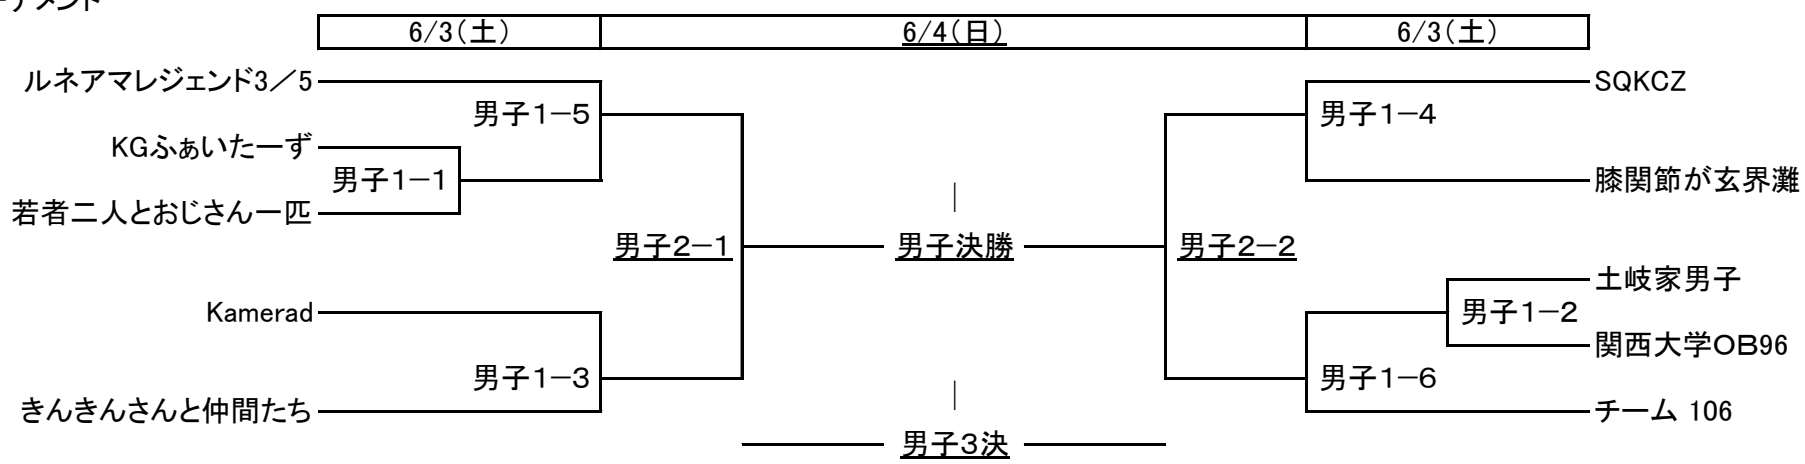 ーナメント
6/3(土) 6/4(日) 6/3(土)
ルネアマレジェンド3／5 SQKCZ
男子1－5 男子1－4
KGふぁいたーず
男子1－1 膝関節が玄界灘
若者二人とおじさん一匹
男子2－1 男子決勝 男子2－2
土岐家男子
Kamerad 男子1－2
関西大学OB96
男子1－3 男子1－6
きんきんさんと仲間たち チーム 106
男子3決